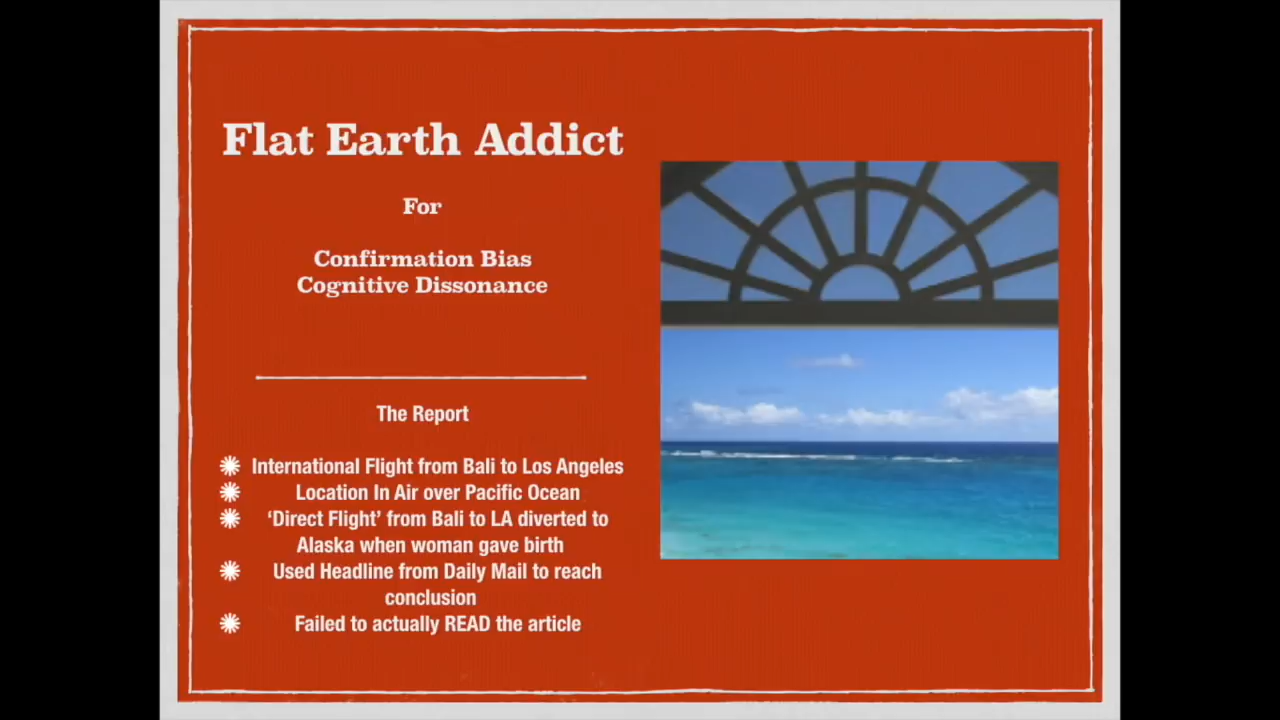 Flat Earth Addict
For
Confirmation Bias
Cognitive Dissonance
The Report
International Flight from Bali to Los Angeles
Location In Air over Pacific Ocean
‘Direct Flight’ from Bali to LA diverted to
Alaska when woman gave birth
Used Headline from Daily Mail to reach
conclusion
Failed to actually READ the article